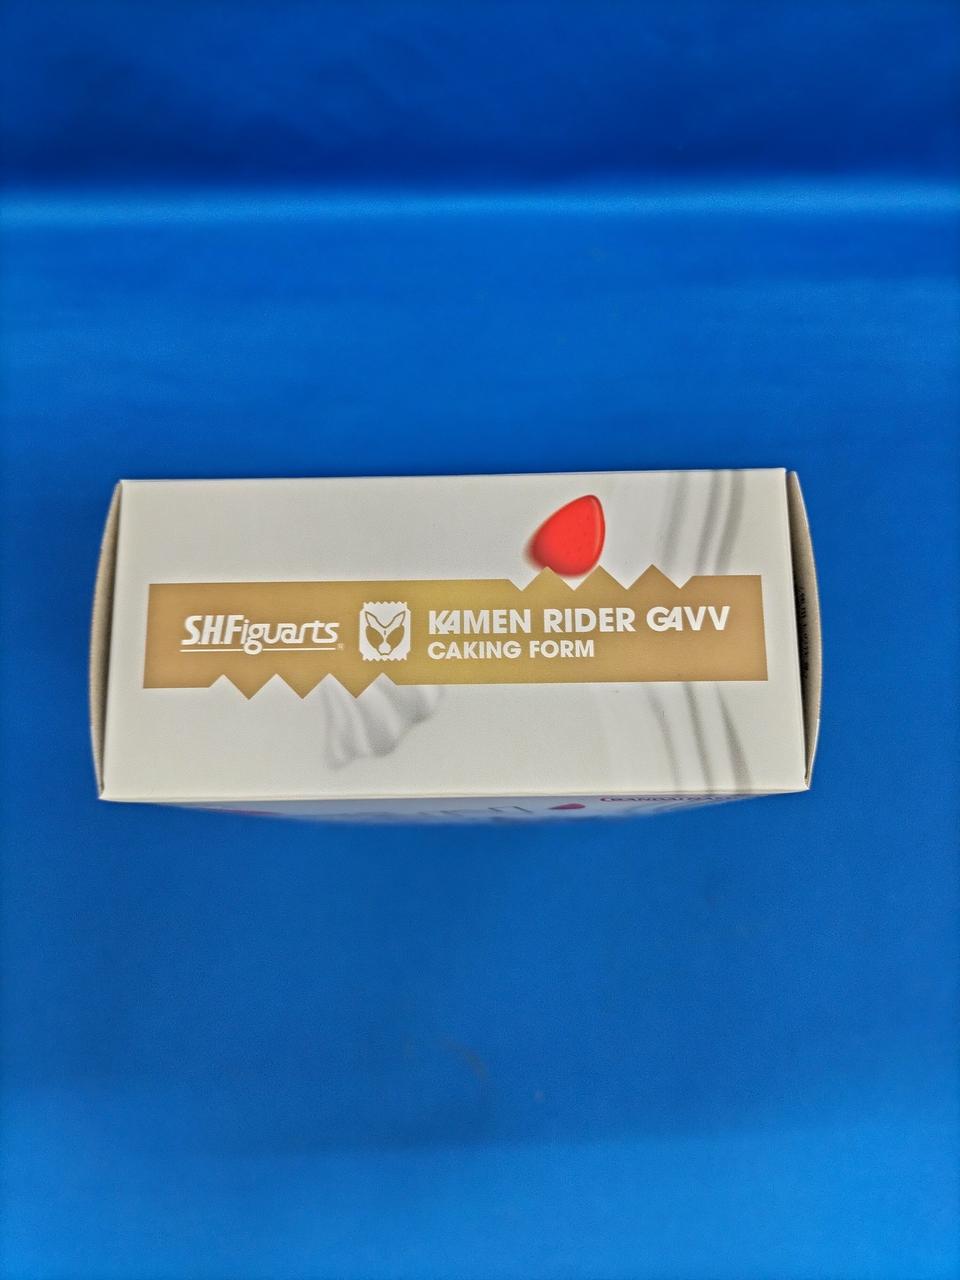 S.H.Figuarts
KAMEN RIDER GAVV
CAKING FORM